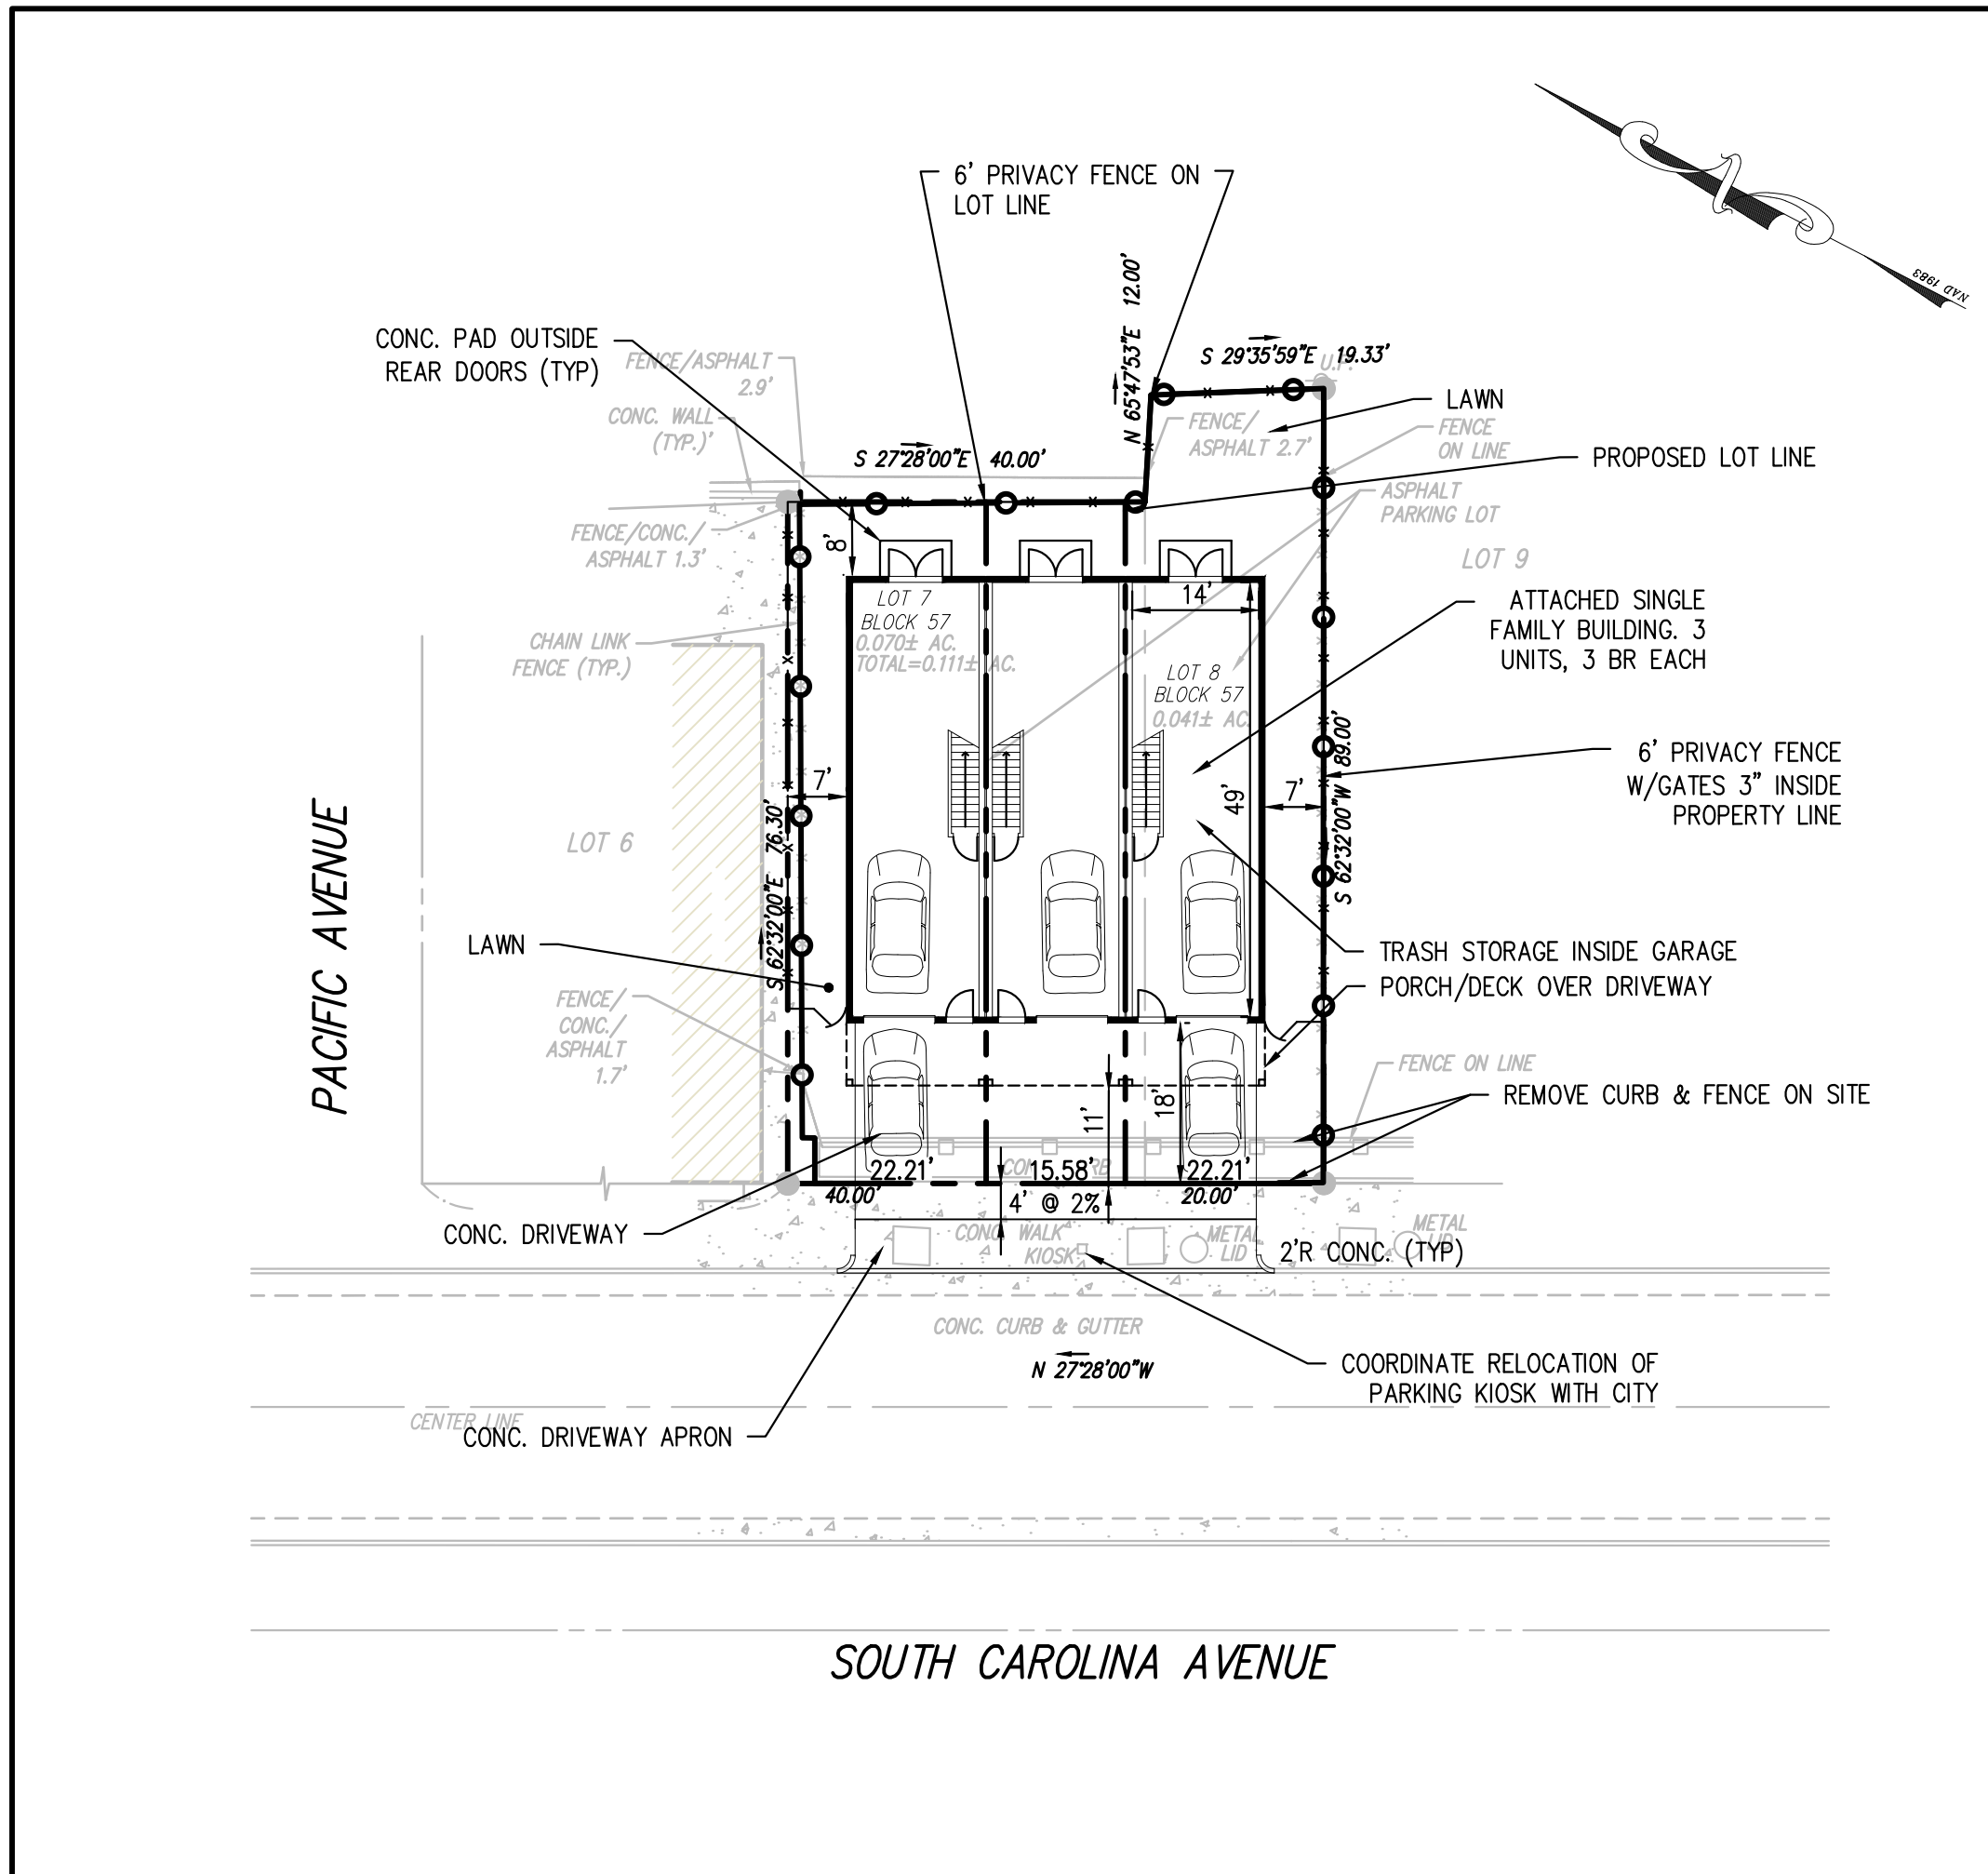 NAD 1983
6' PRIVACY FENCE ON
LOT LINE
N 65°47'53"E 12.00'
S 29°35'59"E 19.33'
U.P.
CONC. PAD OUTSIDE
REAR DOORS (TYP)
FENCE/ASPHALT
2.9'
CONC. WALL
(TYP.)'
S 27°28'00"E 40.00'
FENCE/
ASPHALT 2.7'
LAWN
FENCE
ON LINE
PROPOSED LOT LINE
ASPHALT
PARKING LOT
FENCE/CONC./
ASPHALT 1.3'
8'
LOT 9
14'
LOT 7
BLOCK 57
0.070± AC.
TOTAL=0.111± AC.
ATTACHED SINGLE
FAMILY BUILDING. 3
UNITS, 3 BR EACH
CHAIN LINK
FENCE (TYP.)
LOT 8
BLOCK 57
0.041± AC.
7'
49'
7'
S 62°32'00"W 89.00'
6' PRIVACY FENCE
W/GATES 3" INSIDE
PROPERTY LINE
PACIFIC AVENUE
LOT 6
S 62°32'00"E 76.30'
LAWN
TRASH STORAGE INSIDE GARAGE
PORCH/DECK OVER DRIVEWAY
FENCE/
CONC./
ASPHALT
1.7'
FENCE ON LINE
REMOVE CURB & FENCE ON SITE
11'
18'
22.21'
15.58'
22.21'
40.00'
4' @ 2%
20.00'
CONC. DRIVEWAY
CONC. WALK
KIOSK
METAL
LID
METAL
LID
2'R CONC. (TYP)
CONC. CURB & GUTTER
N 27°28'00"W
COORDINATE RELOCATION OF
PARKING KIOSK WITH CITY
CENTER LINE
CONC. DRIVEWAY APRON
SOUTH CAROLINA AVENUE